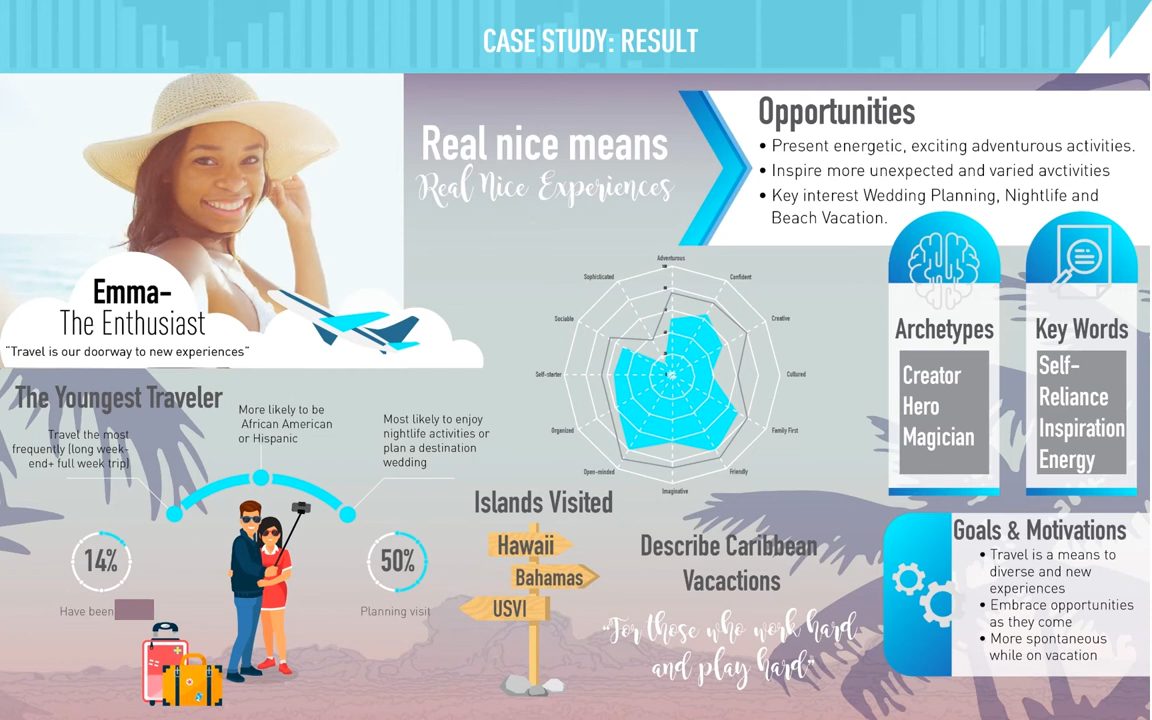 CASE STUDY: RESULT
Real nice means
Real Nice Experiences
Opportunities
• Present energetic, exciting adventurous activities.
• Inspire more unexpected and varied avctivities
• Key interest Wedding Planning, Nightlife and
Beach Vacation.
Emma-
The Enthusiast
“Travel is our doorway to new experiences”
The Youngest Traveler
Travel the most
frequently (long week-
end+ full week trip)
More likely to be
African American
or Hispanic
Most likely to enjoy
nightlife activities or
plan a destination
wedding
14%
Have been
50%
Planning visit
Adventurous
Confident
Creative
Cultured
Family First
Friendly
Imaginative
Open-minded
Organized
Self-starter
Sociable
Sophisticated
Islands Visited
Hawaii
Bahamas
USVI
Describe Caribbean
Vacactions
“For those who work hard
and play hard”
Archetypes
Creator
Hero
Magician
Key Words
Self-
Reliance
Inspiration
Energy
Goals & Motivations
• Travel is a means to
diverse and new
experiences
• Embrace opportunities
as they come
• More spontaneous
while on vacation